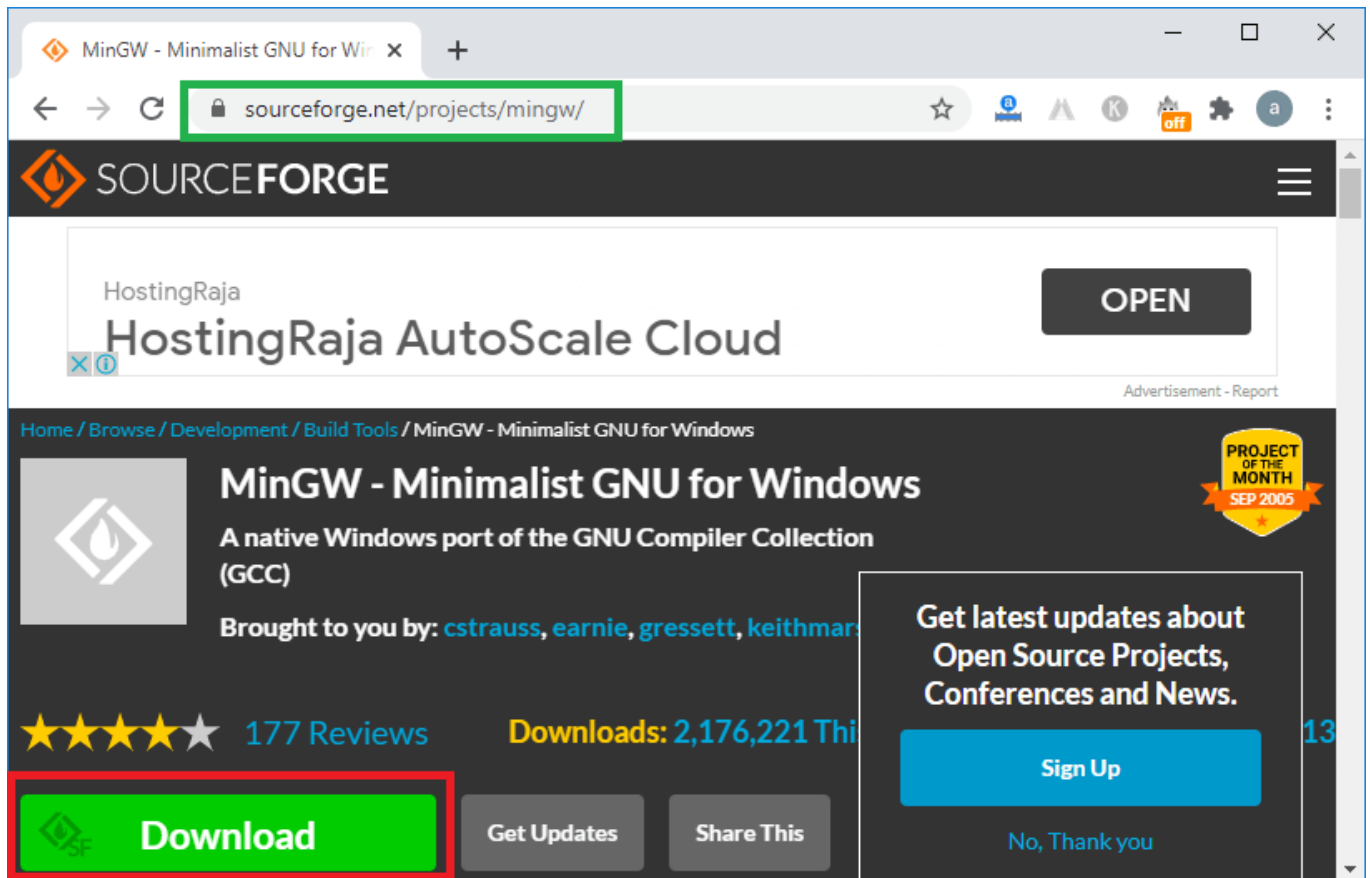 MinGW - Minimalist GNU for Win
sourceforge.net/projects/mingw/
a
K
off
a
SOURCEFORGE
HostingRaja
HostingRaja AutoScale Cloud
OPEN
Advertisement - Report
Home / Browse / Development / Build Tools / MinGW - Minimalist GNU for Windows
PROJECT
OF THE
MONTH
SEP 2005
MinGW - Minimalist GNU for Windows
A native Windows port of the GNU Compiler Collection
(GCC)
Brought to you by: cstrauss, earnie, gressett, keithmars
Get latest updates about
Open Source Projects,
Conferences and News.
177 Reviews
Downloads: 2,176,221 Thi
13
Sign Up
SF
Download
Get Updates
Share This
No, Thank you